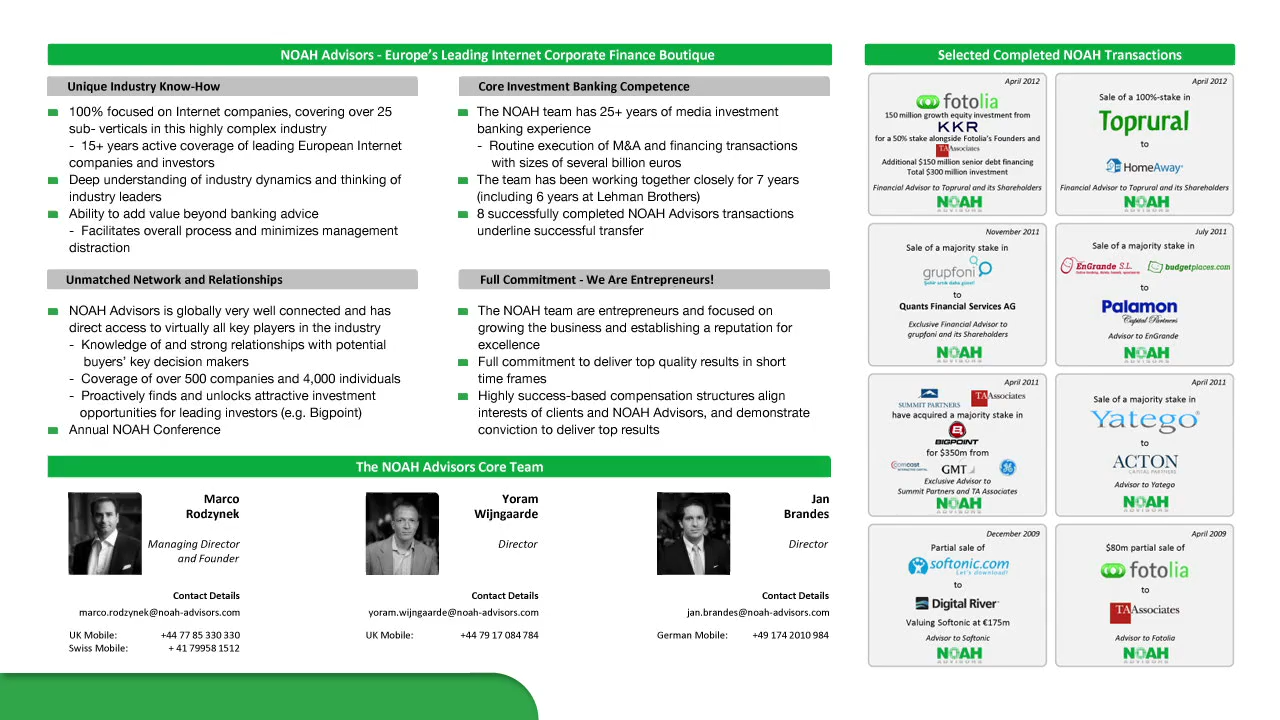 NOAH Advisors - Europe's Leading Internet Corporate Finance Boutique
Unique Industry Know-How
100% focused on Internet companies, covering over 25
sub- verticals in this highly complex industry
- 15+ years active coverage of leading European Internet
companies and investors
Deep understanding of industry dynamics and thinking of
industry leaders
Ability to add value beyond banking advice
- Facilitates overall process and minimizes management
distraction
Core Investment Banking Competence
The NOAH team has 25+ years of media investment
banking experience
- Routine execution of M&A and financing transactions
with sizes of several billion euros
The team has been working together closely for 7 years
(including 6 years at Lehman Brothers)
8 successfully completed NOAH Advisors transactions
underline successful transfer
Unmatched Network and Relationships
NOAH Advisors is globally very well connected and has
direct access to virtually all key players in the industry
- Knowledge of and strong relationships with potential
buyers' key decision makers
- Coverage of over 500 companies and 4,000 individuals
- Proactively finds and unlocks attractive investment
opportunities for leading investors (e.g. Bigpoint)
Annual NOAH Conference
Full Commitment - We Are Entrepreneurs!
The NOAH team are entrepreneurs and focused on
growing the business and establishing a reputation for
excellence
Full commitment to deliver top quality results in short
time frames
Highly success-based compensation structures align
interests of clients and NOAH Advisors, and demonstrate
conviction to deliver top results
The NOAH Advisors Core Team
Marco
Rodzynek
Managing Director
and Founder
Contact Details
marco.rodzynek@noah-advisors.com
UK Mobile: +44 77 85 330 330
Swiss Mobile: + 41 79958 1512
Yoram
Wijngaarde
Director
Contact Details
yoram.wijngaarde@noah-advisors.com
UK Mobile: +44 79 17 084 784
Jan
Brandes
Director
Contact Details
jan.brandes@noah-advisors.com
German Mobile: +49 174 2010 984
Selected Completed NOAH Transactions
April 2012
fotolia
150 million growth equity investment from
KKR
for a 50% stake alongside Fotolia's Founders and
TA Associates
Additional $150 million senior debt financing
Total $300 million investment
Financial Advisor to Toprural and its Shareholders
NOAH
ADVISORS
April 2012
Sale of a 100%-stake in
Toprural
to
HomeAway
Financial Advisor to Toprural and its Shareholders
NOAH
ADVISORS
November 2011
Sale of a majority stake in
grupfoni
to
Quants Financial Services AG
Exclusive Financial Advisor to
grupfoni and its Shareholders
NOAH
ADVISORS
July 2011
Sale of a majority stake in
EnGrande S.L.
budgetplaces.com
to
Palamon
Capital Partners
Advisor to EnGrande
NOAH
ADVISORS
April 2011
SUMMIT PARTNERS
TA Associates
have acquired a majority stake in
BIGPOINT
for $350m from
comcast
GMT
Exclusive Advisor to
Summit Partners and TA Associates
NOAH
ADVISORS
April 2011
Sale of a majority stake in
Yatego®
to
ACTON
CAPITAL PARTNERS
Advisor to Yatego
NOAH
ADVISORS
December 2009
Partial sale of
softonic.com
Let's download!
to
Digital River
Valuing Softonic at €175m
Advisor to Softonic
NOAH
ADVISORS
April 2009
$80m partial sale of
fotolia
to
TA Associates
Advisor to Fotolia
NOAH
ADVISORS